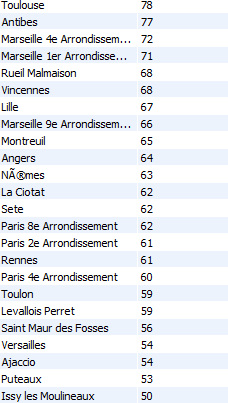 Toulouse 78
Antibes 77
Marseille 4e Arrondissem... 72
Marseille 1er Arrondisse... 71
Rueil Malmaison 68
Vincennes 68
Lille 67
Marseille 9e Arrondissem... 66
Montreuil 65
Angers 64
NÃ®mes 63
La Ciotat 62
Sete 62
Paris 8e Arrondissement 62
Paris 2e Arrondissement 61
Rennes 61
Paris 4e Arrondissement 60
Toulon 59
Levallois Perret 59
Saint Maur des Fosses 56
Versailles 54
Ajaccio 54
Puteaux 53
Issy les Moulineaux 50